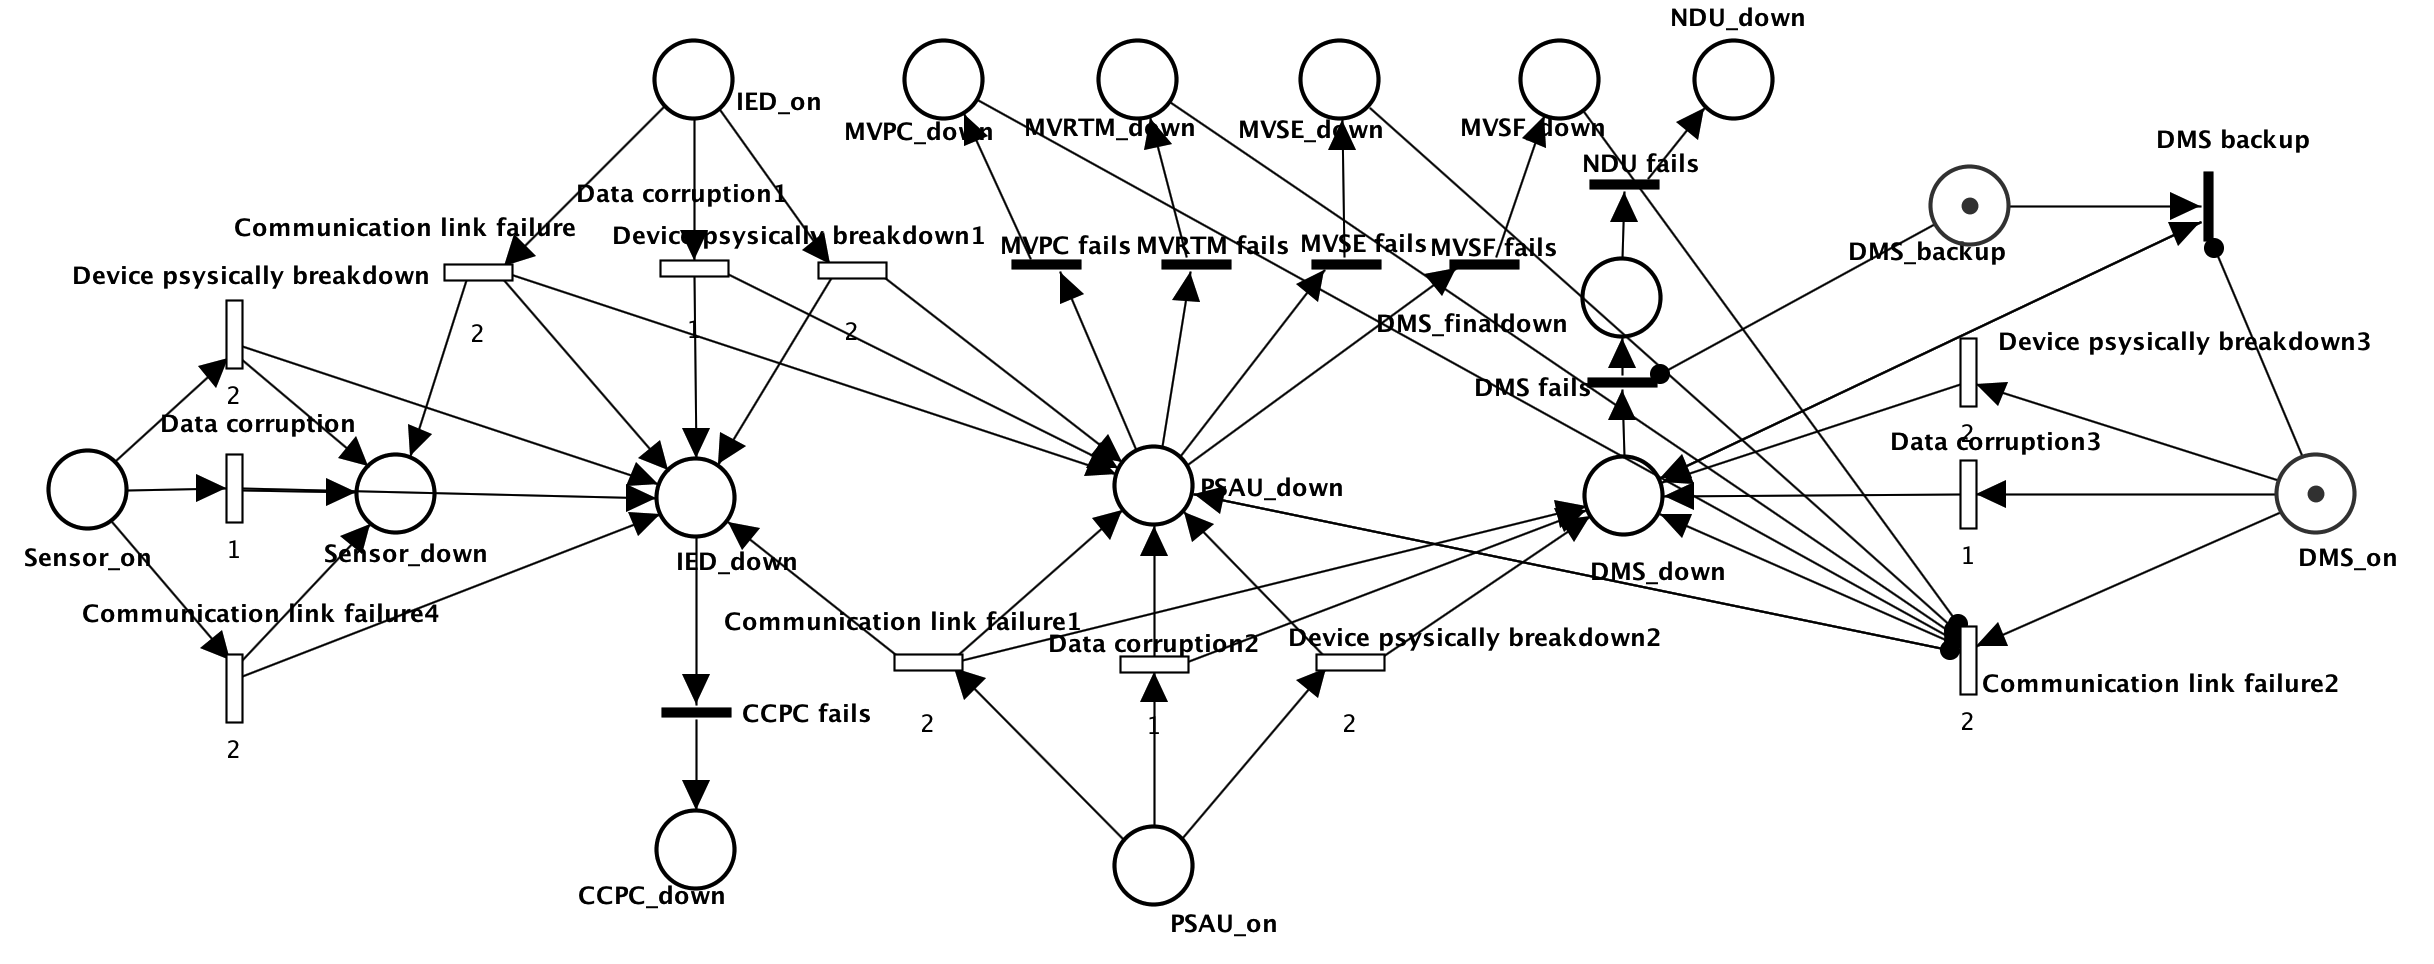 NDU_down
IED_on
MVPC_down
MVRTM_down
MVSE_down
MVSF_down
DMS backup
NDU fails
Data corruption1
Communication link failure
Device psysically breakdown1
MVPC fails
MVRTM fails
MVSE fails
MVSF fails
DMS_backup
Device psysically breakdown
2
1
2
DMS_finaldown
Device psysically breakdown3
2
DMS fails
Data corruption
2
Data corruption3
PSAU_down
Sensor_on
1
Sensor_down
IED_down
DMS_down
1
DMS_on
Communication link failure4
Communication link failure1
Data corruption2
Device psysically breakdown2
Communication link failure2
2
CCPC fails
2
1
2
2
CCPC_down
PSAU_on